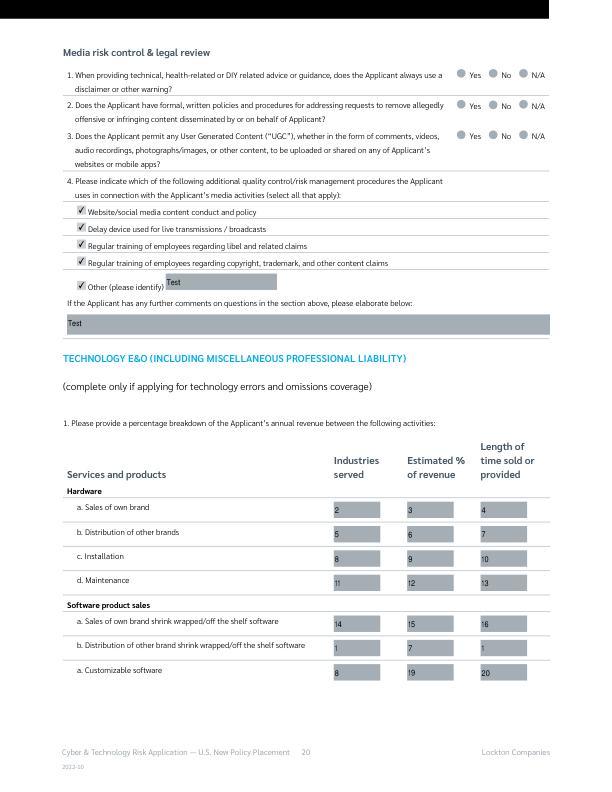 Media risk control & legal review
1. When providing technical, health-related or DIY related advice or guidance, does the Applicant always use a Yes No N/A
disclaimer or other warning?
2. Does the Applicant have formal, written policies and procedures for addressing requests to remove allegedly Yes No N/A
offensive or infringing content disseminated by or on behalf of Applicant?
3. Does the Applicant permit any User Generated Content (“UGC”), whether in the form of comments, videos, Yes No N/A
audio recordings, photographs/images, or other content, to be uploaded or shared on any of Applicant’s
websites or mobile apps?
4. Please indicate which of the following additional quality control/risk management procedures the Applicant
uses in connection with the Applicant’s media activities (select all that apply):
✓ Website/social media content conduct and policy
✓ Delay device used for live transmissions / broadcasts
✓ Regular training of employees regarding libel and related claims
✓ Regular training of employees regarding copyright, trademark, and other content claims
✓ Other (please identify) Test
If the Applicant has any further comments on questions in the section above, please elaborate below:
Test
TECHNOLOGY E&O (INCLUDING MISCELLANEOUS PROFESSIONAL LIABILITY)
(complete only if applying for technology errors and omissions coverage)
1. Please provide a percentage breakdown of the Applicant’s annual revenue between the following activities:
Services and products Industries served Estimated % of revenue Length of time sold or provided
Hardware
a. Sales of own brand 2 3 4
b. Distribution of other brands 5 6 7
c. Installation 8 9 10
d. Maintenance 11 12 13
Software product sales
a. Sales of own brand shrink wrapped/off the shelf software 14 15 16
b. Distribution of other brand shrink wrapped/off the shelf software 1 7 1
a. Customizable software 8 19 20
Cyber & Technology Risk Application — U.S. New Policy Placement 20 Lockton Companies
2022-10